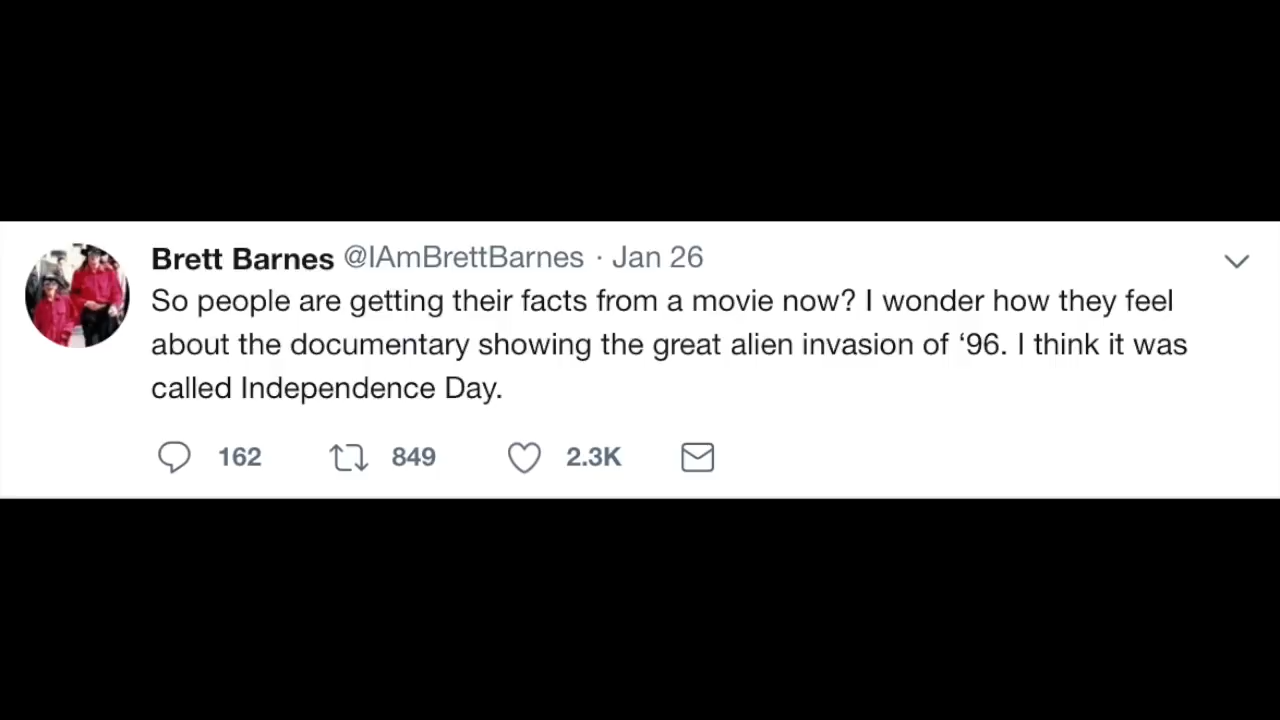 Brett Barnes @IAmBrettBarnes · Jan 26
So people are getting their facts from a movie now? I wonder how they feel
about the documentary showing the great alien invasion of ‘96. I think it was
called Independence Day.
162 849 2.3K